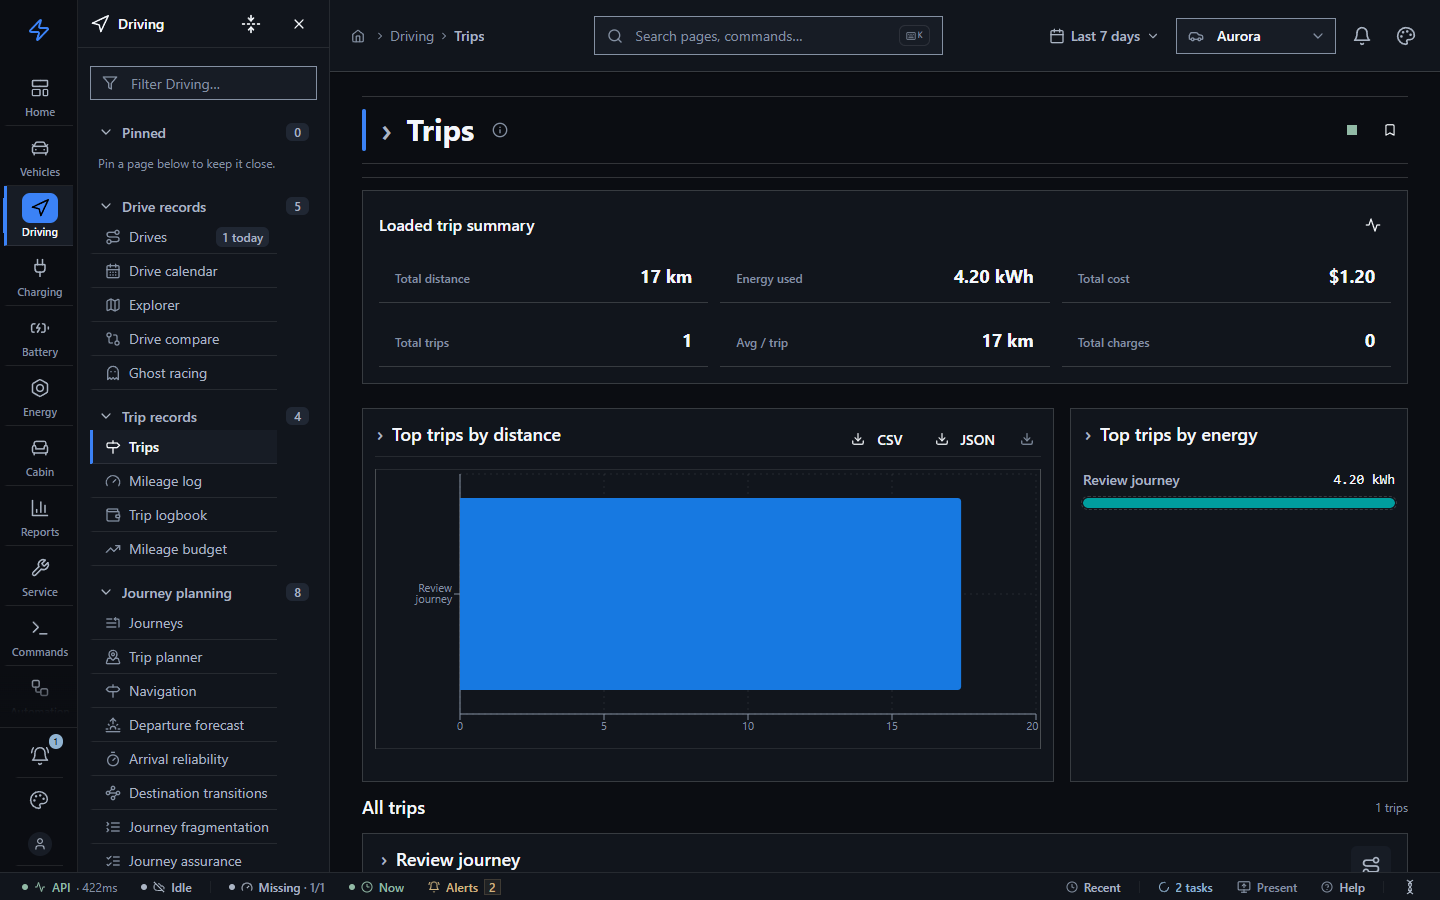 Driving
Driving
Trips
Search pages, commands...
K
Last 7 days
Aurora
Home
Vehicles
Driving
Charging
Battery
Energy
Cabin
Reports
Service
Commands
1
Filter Driving...
Pinned
0
Pin a page below to keep it close.
Drive records
5
Drives
1 today
Drive calendar
Explorer
Drive compare
Ghost racing
Trip records
4
Trips
Mileage log
Trip logbook
Mileage budget
Journey planning
8
Journeys
Trip planner
Navigation
Departure forecast
Arrival reliability
Destination transitions
Journey fragmentation
Journey assurance
Trips
Loaded trip summary
Total distance 17 km
Energy used 4.20 kWh
Total cost $1.20
Total trips 1
Avg / trip 17 km
Total charges 0
Top trips by distance
CSV
JSON
Review
journey
0 5 10 15 20
Top trips by energy
Review journey 4.20 kWh
All trips
1 trips
Review journey
API · 422ms
Idle
Missing · 1/1
Now
Alerts 2
Recent
2 tasks
Present
Help